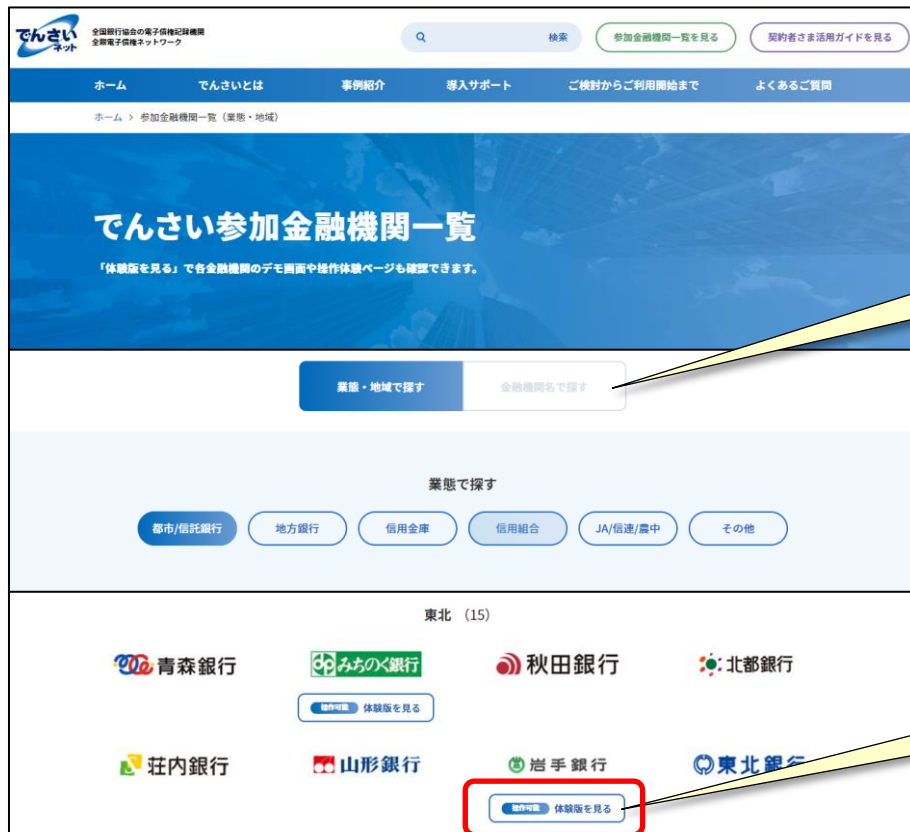 でんさい
ネット
全国銀行協会の電子債権記録機関
全銀電子債権ネットワーク
検索
参加金融機関一覧を見る
契約者さま活用ガイドを見る
ホーム
でんさいとは
事例紹介
導入サポート
ご検討からご利用開始まで
よくあるご質問
ホーム > 参加金融機関一覧(業態・地域)
でんさい参加金融機関一覧
「体験版を見る」で各金融機関のデモ画面や操作体験ページも確認できます。
業態・地域で探す
金融機関名で探す
業態で探す
都市/信託銀行
地方銀行
信用金庫
信用組合
JA/信連/農中
その他
東北 (15)
青森銀行
みちのく銀行
秋田銀行
北都銀行
操作可能 体験版を見る
荘内銀行
山形銀行
岩手銀行
東北銀行
操作可能 体験版を見る